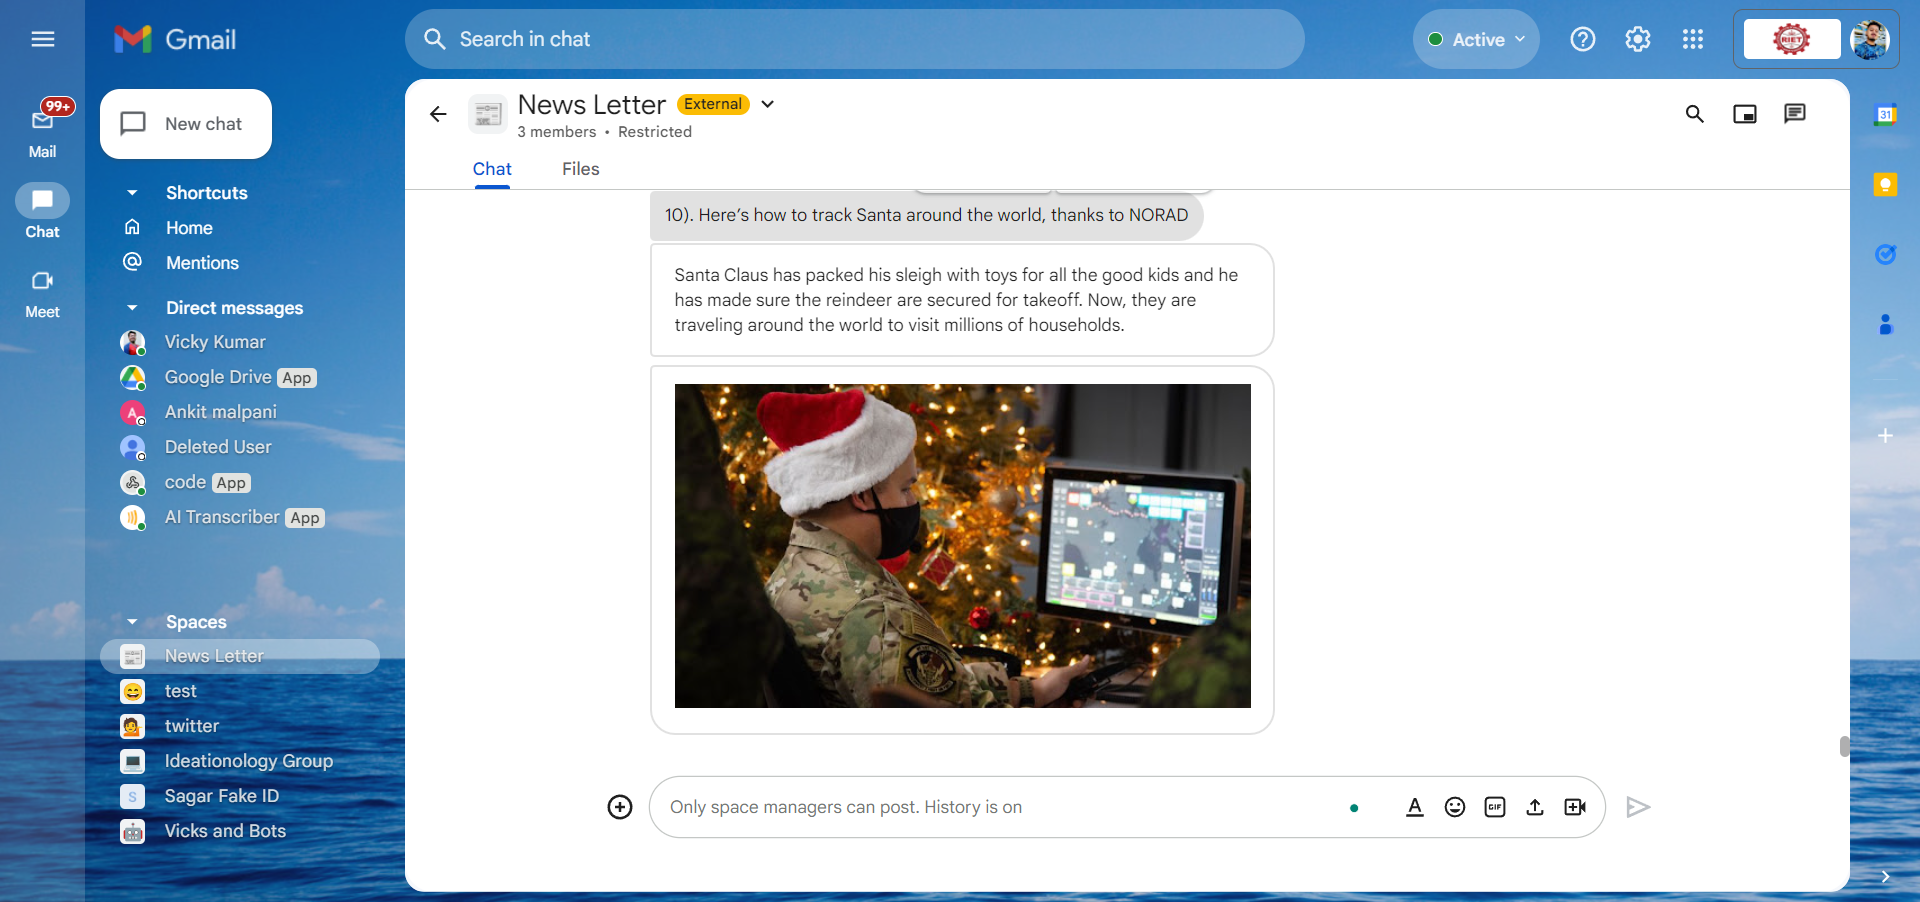 Gmail
Search in chat
Active
RIET
99+
Mail
Chat
Meet
New chat
Shortcuts
Home
Mentions
Direct messages
Vicky Kumar
Google Drive App
A Ankit malpani
Deleted User
code App
AI Transcriber App
Spaces
News Letter
test
twitter
Ideationology Group
S Sagar Fake ID
Vicks and Bots
News Letter External
3 members • Restricted
Chat Files
10). Here’s how to track Santa around the world, thanks to NORAD
Santa Claus has packed his sleigh with toys for all the good kids and he
has made sure the reindeer are secured for takeoff. Now, they are
traveling around the world to visit millions of households.
Only space managers can post. History is on
A
GIF
31